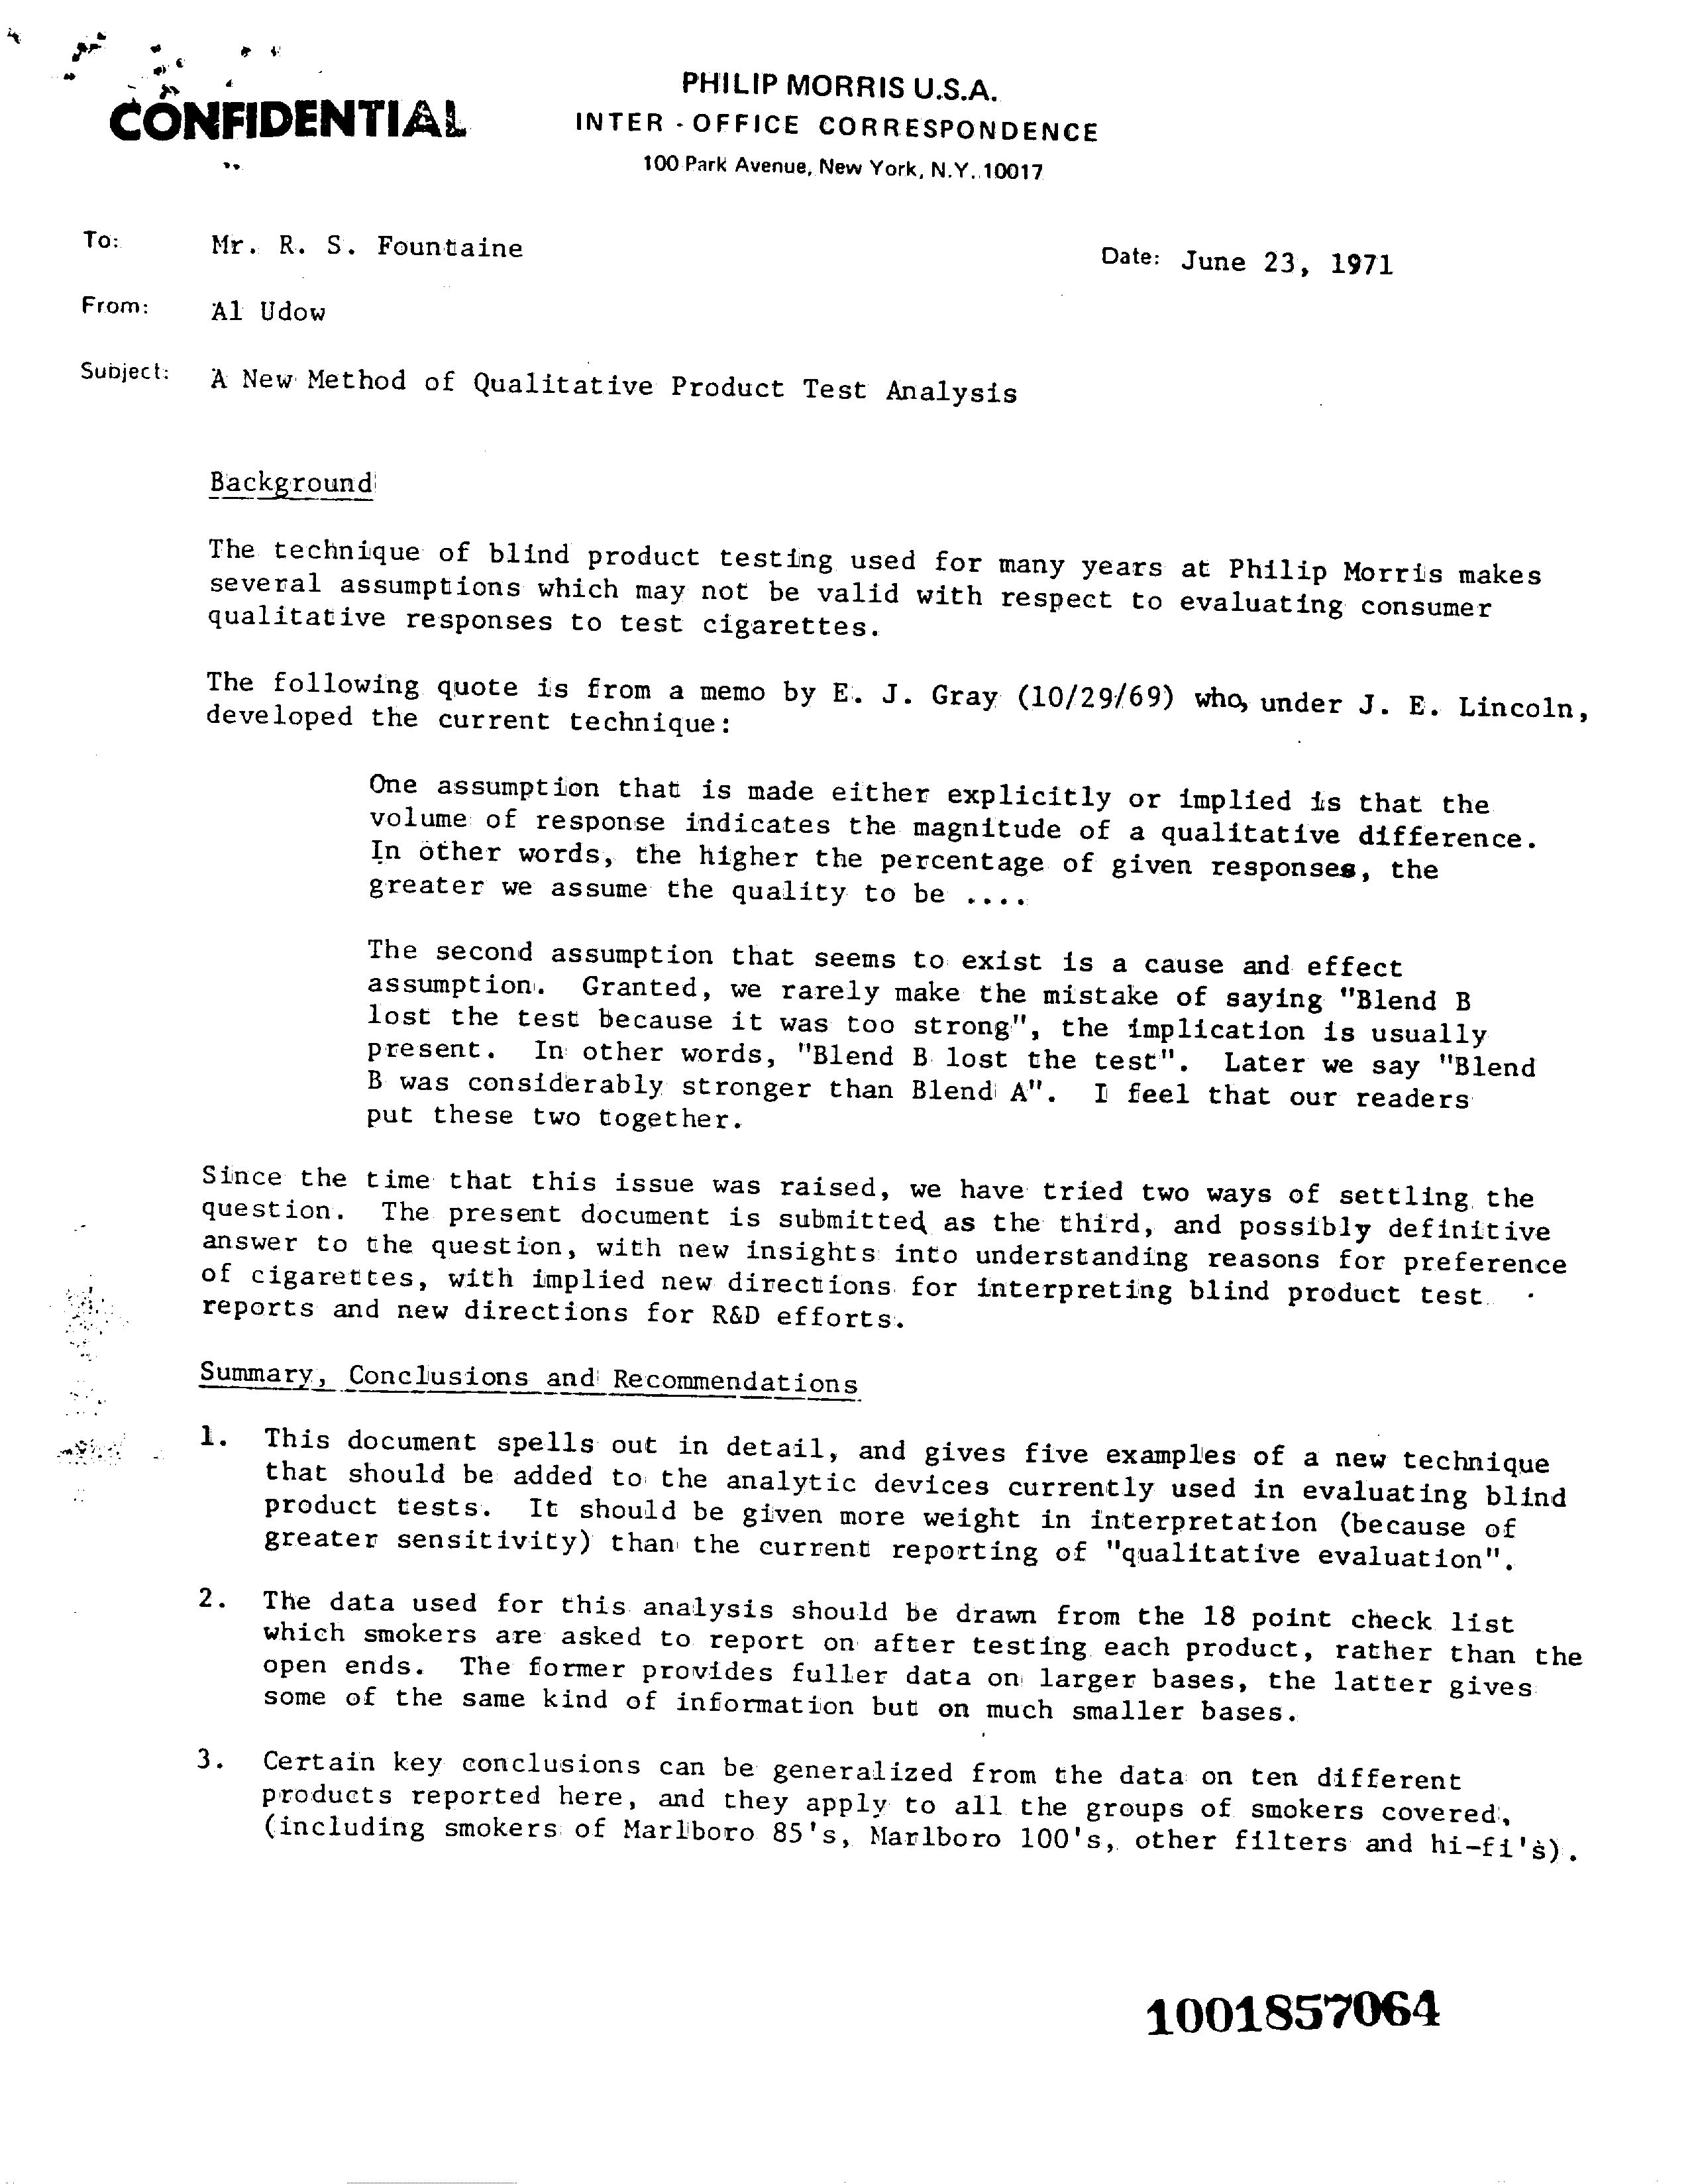 CONFIDENTIAL
PHILIP MORRIS U.S.A.
INTER - OFFICE CORRESPONDENCE
100 Park Avenue, New York, N.Y. 10017
To: Mr. R. S. Fountaine
Date: June 23, 1971
From: Al Udow
Subject: A New Method of Qualitative Product Test Analysis
Background
The technique of blind product testing used for many years at Philip Morris makes
several assumptions which may not be valid with respect to evaluating consumer
qualitative responses to test cigarettes.
The following quote is from a memo by E. J. Gray (10/29/69) who, under J. E. Lincoln,
developed the current technique:
One assumption that is made either explicitly or implied is that the
volume of response indicates the magnitude of a qualitative difference.
In other words, the higher the percentage of given responses, the
greater we assume the quality to be ....
The second assumption that seems to exist is a cause and effect
assumption. Granted, we rarely make the mistake of saying "Blend B
lost the test because it was too strong", the implication is usually
present. In other words, "Blend B lost the test". Later we say "Blend
B was considerably stronger than Blend A". I feel that our readers
put these two together.
Since the time that this issue was raised, we have tried two ways of settling the
question. The present document is submitted as the third, and possibly definitive
answer to the question, with new insights into understanding reasons for preference
of cigarettes, with implied new directions for interpreting blind product test
reports and new directions for R&D efforts.
Summary, Conclusions and Recommendations
1. This document spells out in detail, and gives five examples of a new technique
that should be added to the analytic devices currently used in evaluating blind
product tests. It should be given more weight in interpretation (because of
greater sensitivity) than the current reporting of "qualitative evaluation".
2. The data used for this analysis should be drawn from the 18 point check list
which smokers are asked to report on after testing each product, rather than the
open ends. The former provides fuller data on larger bases, the latter gives
some of the same kind of information but on much smaller bases.
3. Certain key conclusions can be generalized from the data on ten different
products reported here, and they apply to all the groups of smokers covered,
(including smokers of Marlboro 85's, Marlboro 100's, other filters and hi-fi's).
1001857064